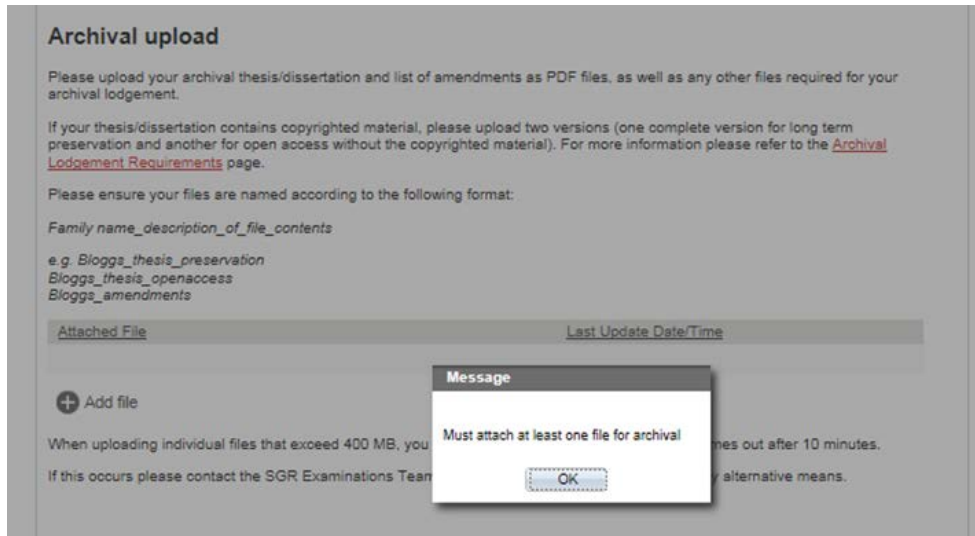 Archival upload
Please upload your archival thesis/dissertation and list of amendments as PDF files, as well as any other files required for your
archival lodgement.
If your thesis/dissertation contains copyrighted material, please upload two versions (one complete version for long term
preservation and another for open access without the copyrighted material). For more information please refer to the Archival
Lodgement Requirements page.
Please ensure your files are named according to the following format:
Family name_description_of_file_contents
e.g. Bloggs_thesis_preservation
Bloggs_thesis_openaccess
Bloggs_amendments
Attached File Last Update Date/Time
Message
Add file
Must attach at least one file for archival
When uploading individual files that exceed 400 MB, you mes out after 10 minutes.
If this occurs please contact the SGR Examinations Team y alternative means.
OK